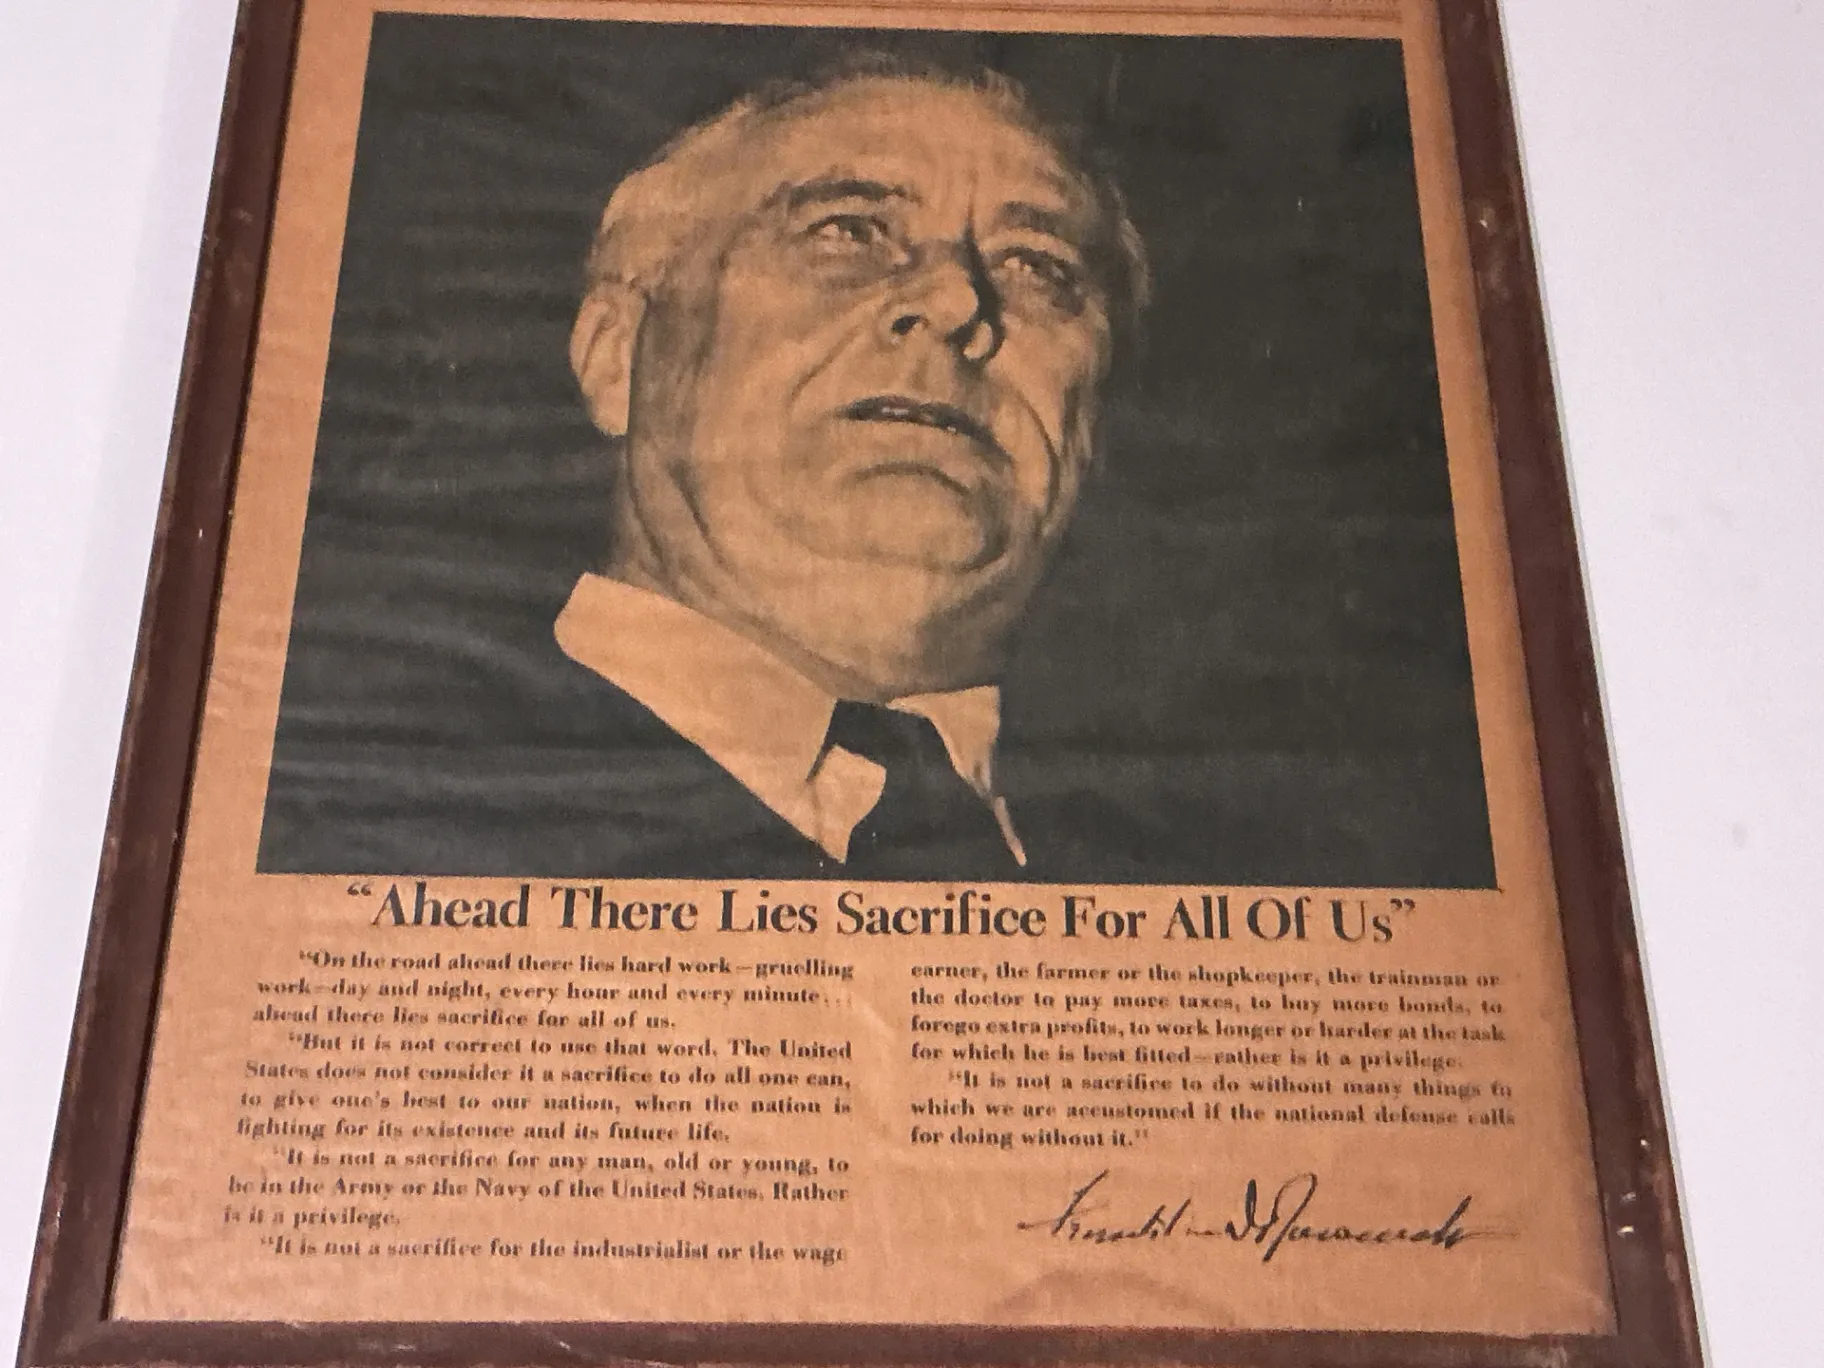 “Ahead There Lies Sacrifice For All Of Us”
“On the road ahead there lies hard work—gruelling
work—day and night, every hour and every minute...
ahead there lies sacrifice for all of us.
“But it is not correct to use that word. The United
States does not consider it a sacrifice to do all one can,
to give one's best to our nation, when the nation is
fighting for its existence and its future life.
“It is not a sacrifice for any man, old or young, to
be in the Army or the Navy of the United States. Rather
is it a privilege.
“It is not a sacrifice for the industrialist or the wage
earner, the farmer or the shopkeeper, the trainman or
the doctor to pay more taxes, to buy more bonds, to
forego extra profits, to work longer or harder at the task
for which he is best fitted—rather is it a privilege.
“It is not a sacrifice to do without many things to
which we are accustomed if the national defense calls
for doing without it.”
Franklin D Roosevelt